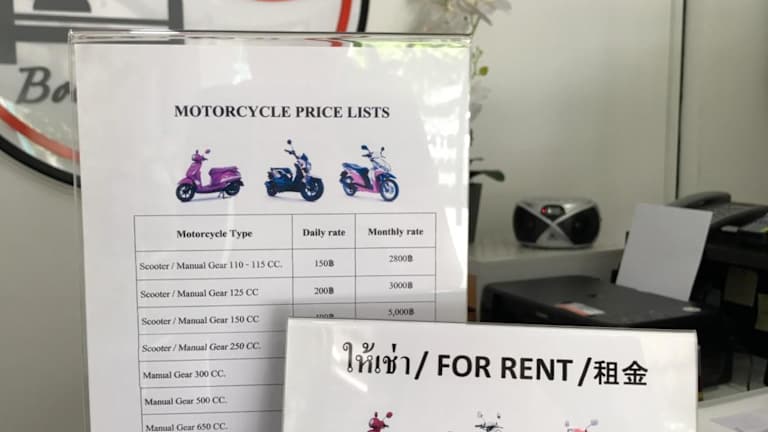 MOTORCYCLE PRICE LISTS
Motorcycle Type Daily rate Monthly rate
Scooter / Manual Gear 110 - 115 CC. 150฿ 2800฿
Scooter / Manual Gear 125 CC 200฿ 3000฿
Scooter / Manual Gear 150 CC 5,000฿
Scooter / Manual Gear 250 CC.
Manual Gear 300 CC.
Manual Gear 500 CC.
Manual Gear 650 CC.
ให้เช่า / FOR RENT / 租金